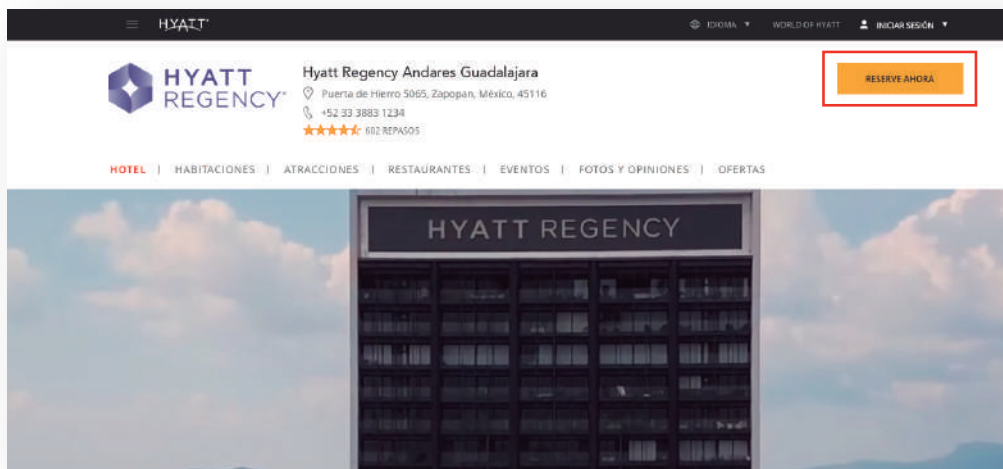 HYATT
IDIOMA WORLD OF HYATT INICIAR SESIÓN
HYATT REGENCY
Hyatt Regency Andares Guadalajara
Puerta de Hierro 5065, Zapopan, México, 45116
+52 33 3883 1234
602 REPASOS
RESERVE AHORA
HOTEL | HABITACIONES | ATRACCIONES | RESTAURANTES | EVENTOS | FOTOS Y OPINIONES | OFERTAS
HYATT REGENCY